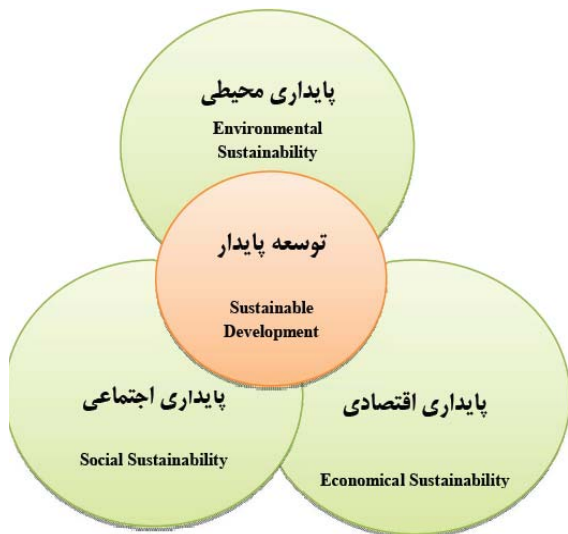 پایداری محیطی
Environmental
Sustainability
توسعه پایدار
Sustainable
Development
پایداری اجتماعی
Social Sustainability
پایداری اقتصادی
Economical Sustainability